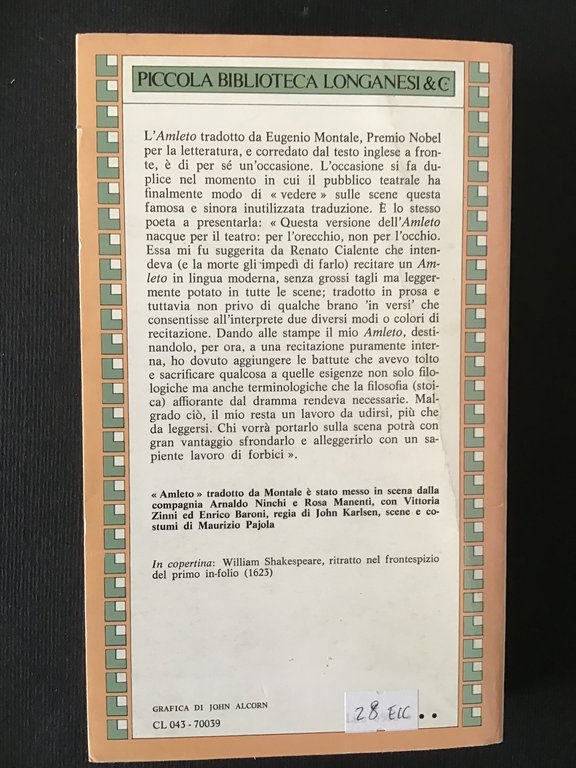 PICCOLA BIBLIOTECA LONGANESI & C.
L'Amleto tradotto da Eugenio Montale, Premio Nobel
per la letteratura, e corredato dal testo inglese a fron-
te, è di per sé un'occasione. L'occasione si fa du-
plice nel momento in cui il pubblico teatrale ha
finalmente modo di « vedere » sulle scene questa
famosa e sinora inutilizzata traduzione. È lo stesso
poeta a presentarla: « Questa versione dell'Amleto
nacque per il teatro: per l'orecchio, non per l'occhio.
Essa mi fu suggerita da Renato Cialente che inten-
deva (e la morte gli impedì di farlo) recitare un Am-
leto in lingua moderna, senza grossi tagli ma legger-
mente potato in tutte le scene; tradotto in prosa e
tuttavia non privo di qualche brano 'in versi' che
consentisse all'interprete due diversi modi o colori di
recitazione. Dando alle stampe il mio Amleto, desti-
nandolo, per ora, a una recitazione puramente inter-
na, ho dovuto aggiungere le battute che avevo tolto
e sacrificare qualcosa a quelle esigenze non solo filo-
logiche ma anche terminologiche che la filosofia (stoi-
ca) affiorante dal dramma rendeva necessarie. Mal-
grado ciò, il mio resta un lavoro da udirsi, più che
da leggersi. Chi vorrà portarlo sulla scena potrà con
gran vantaggio sfrondarlo e alleggerirlo con un sa-
piente lavoro di forbici ».
« Amleto » tradotto da Montale è stato messo in scena dalla
compagnia Arnaldo Ninchi e Rosa Manenti, con Vittoria
Zinni ed Enrico Baroni, regia di John Karlsen, scene e co-
stumi di Maurizio Pajola
In copertina: William Shakespeare, ritratto nel frontespizio
del primo in-folio (1623)
GRAFICA DI JOHN ALCORN
CL 043 - 70039
28 EIC